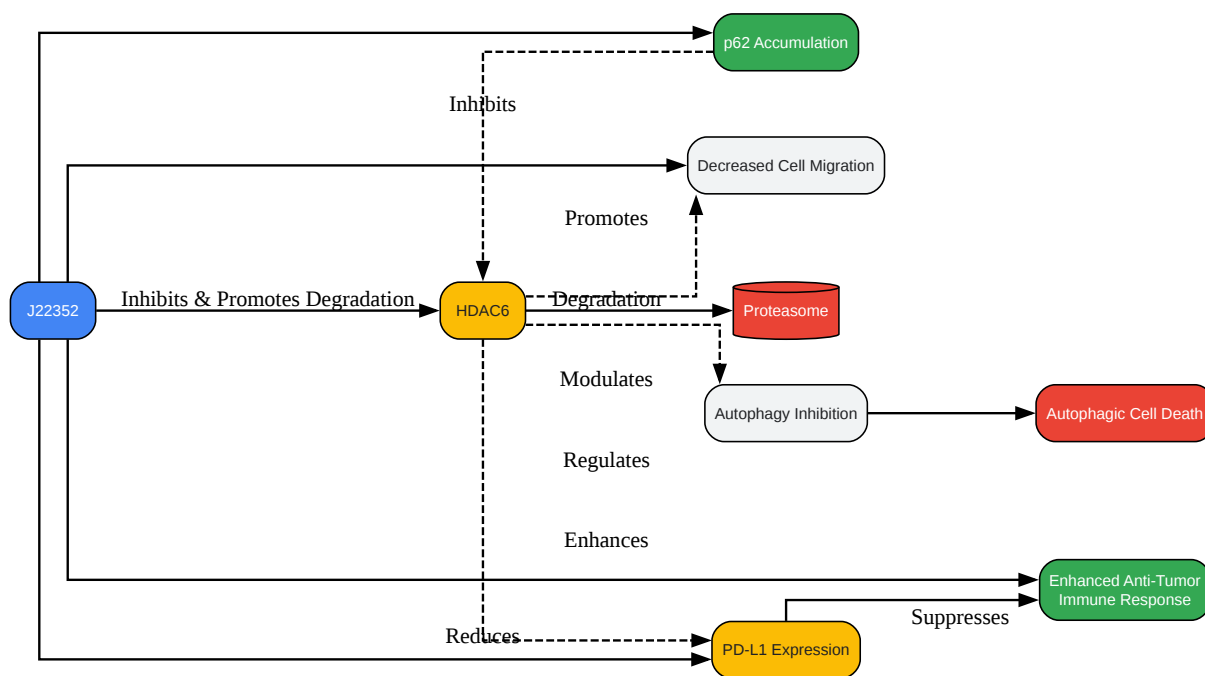 p62 Accumulation
Inhibits
Decreased Cell Migration
Promotes
J22352
Inhibits & Promotes Degradation
HDAC6
Degradation
Proteasome
Modulates
Autophagy Inhibition
Autophagic Cell Death
Regulates
Enhances
Enhanced Anti-Tumor
Immune Response
Suppresses
Reduces
PD-L1 Expression